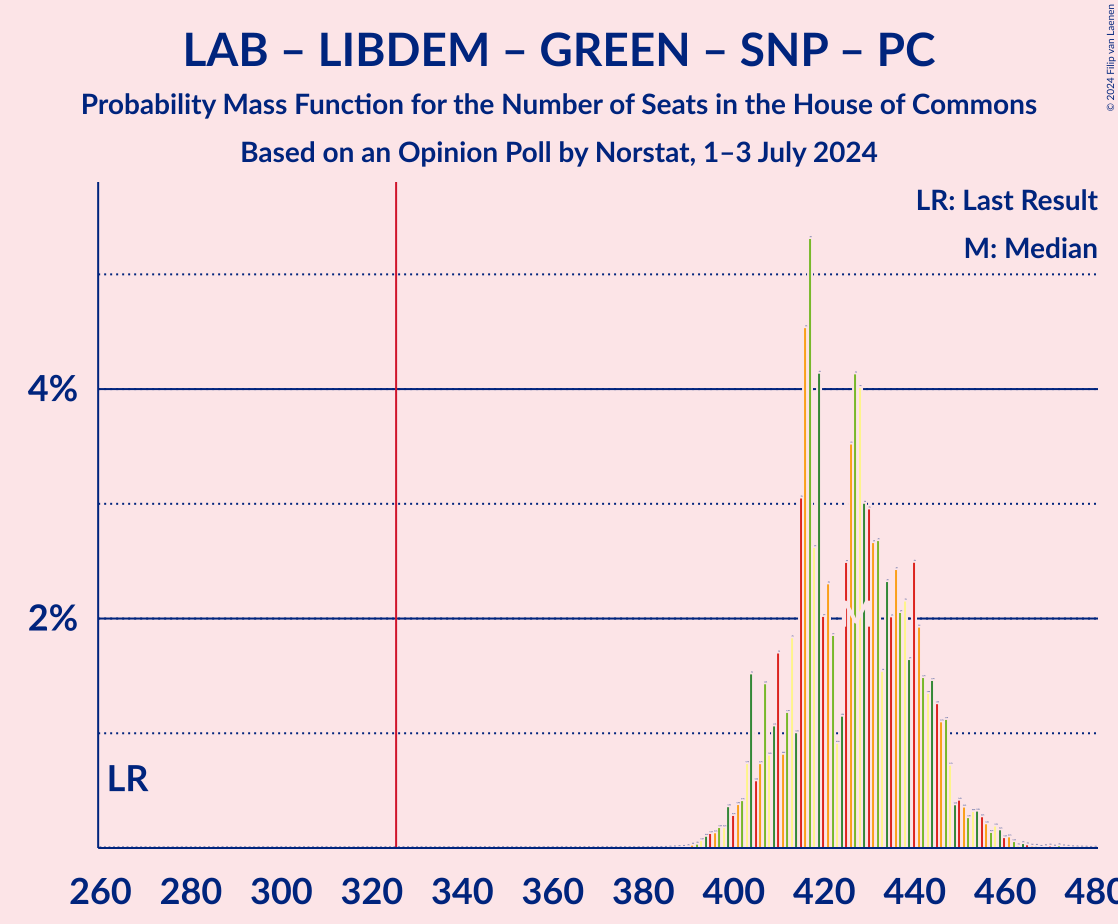 LAB – LIBDEM – GREEN – SNP – PC
Probability Mass Function for the Number of Seats in the House of Commons
Based on an Opinion Poll by Norstat, 1–3 July 2024
© 2024 Filip van Laenen
LR: Last Result
M: Median
4%
2%
LR
M
260 280 300 320 340 360 380 400 420 440 460 480